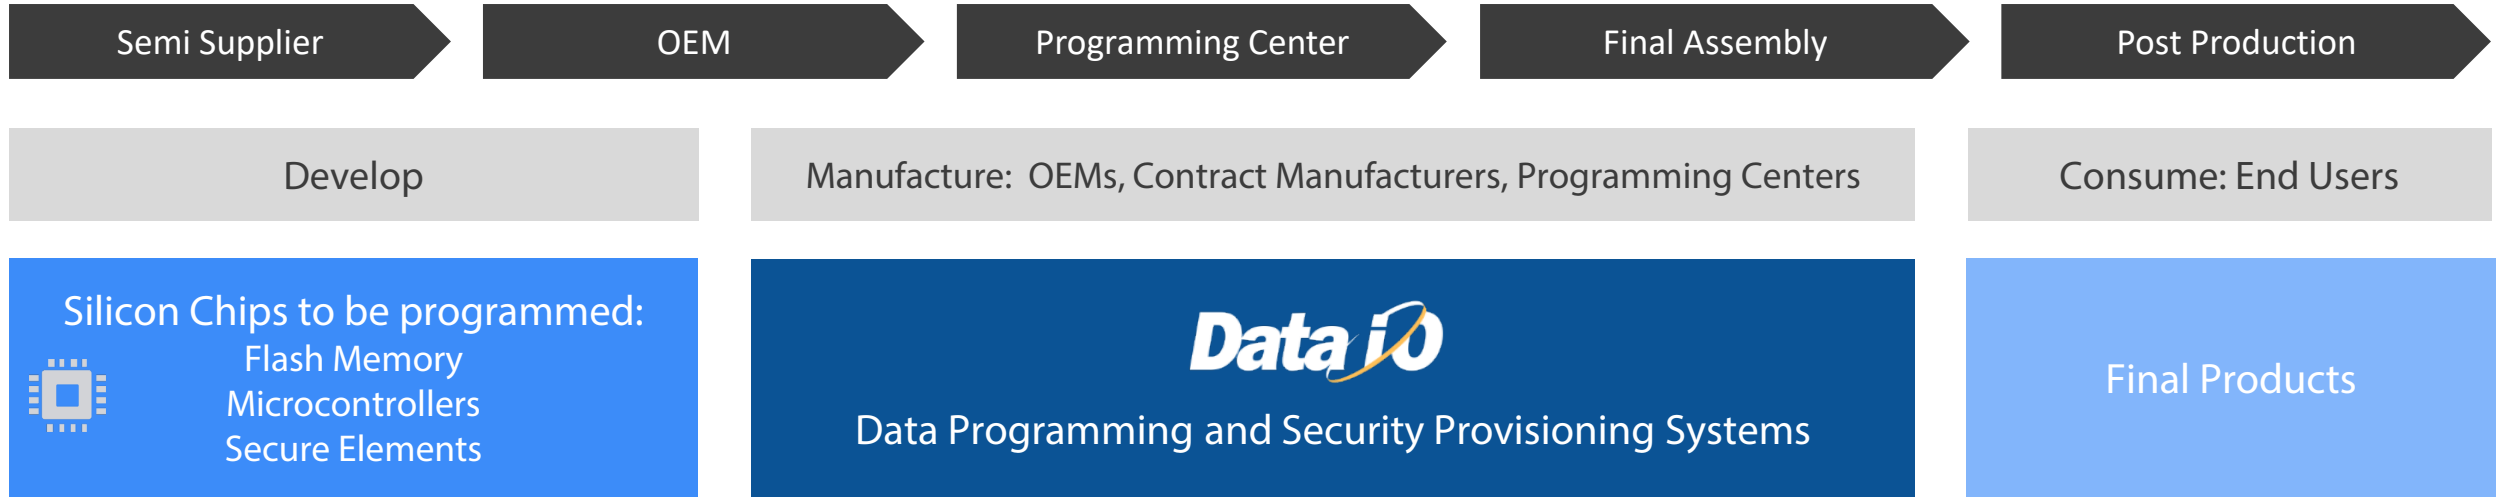 Semi Supplier
OEM
Programming Center
Final Assembly
Post Production
Develop
Manufacture: OEMs, Contract Manufacturers, Programming Centers
Consume: End Users
Silicon Chips to be programmed:
Flash Memory
Microcontrollers
Secure Elements
Data iO
Data Programming and Security Provisioning Systems
Final Products